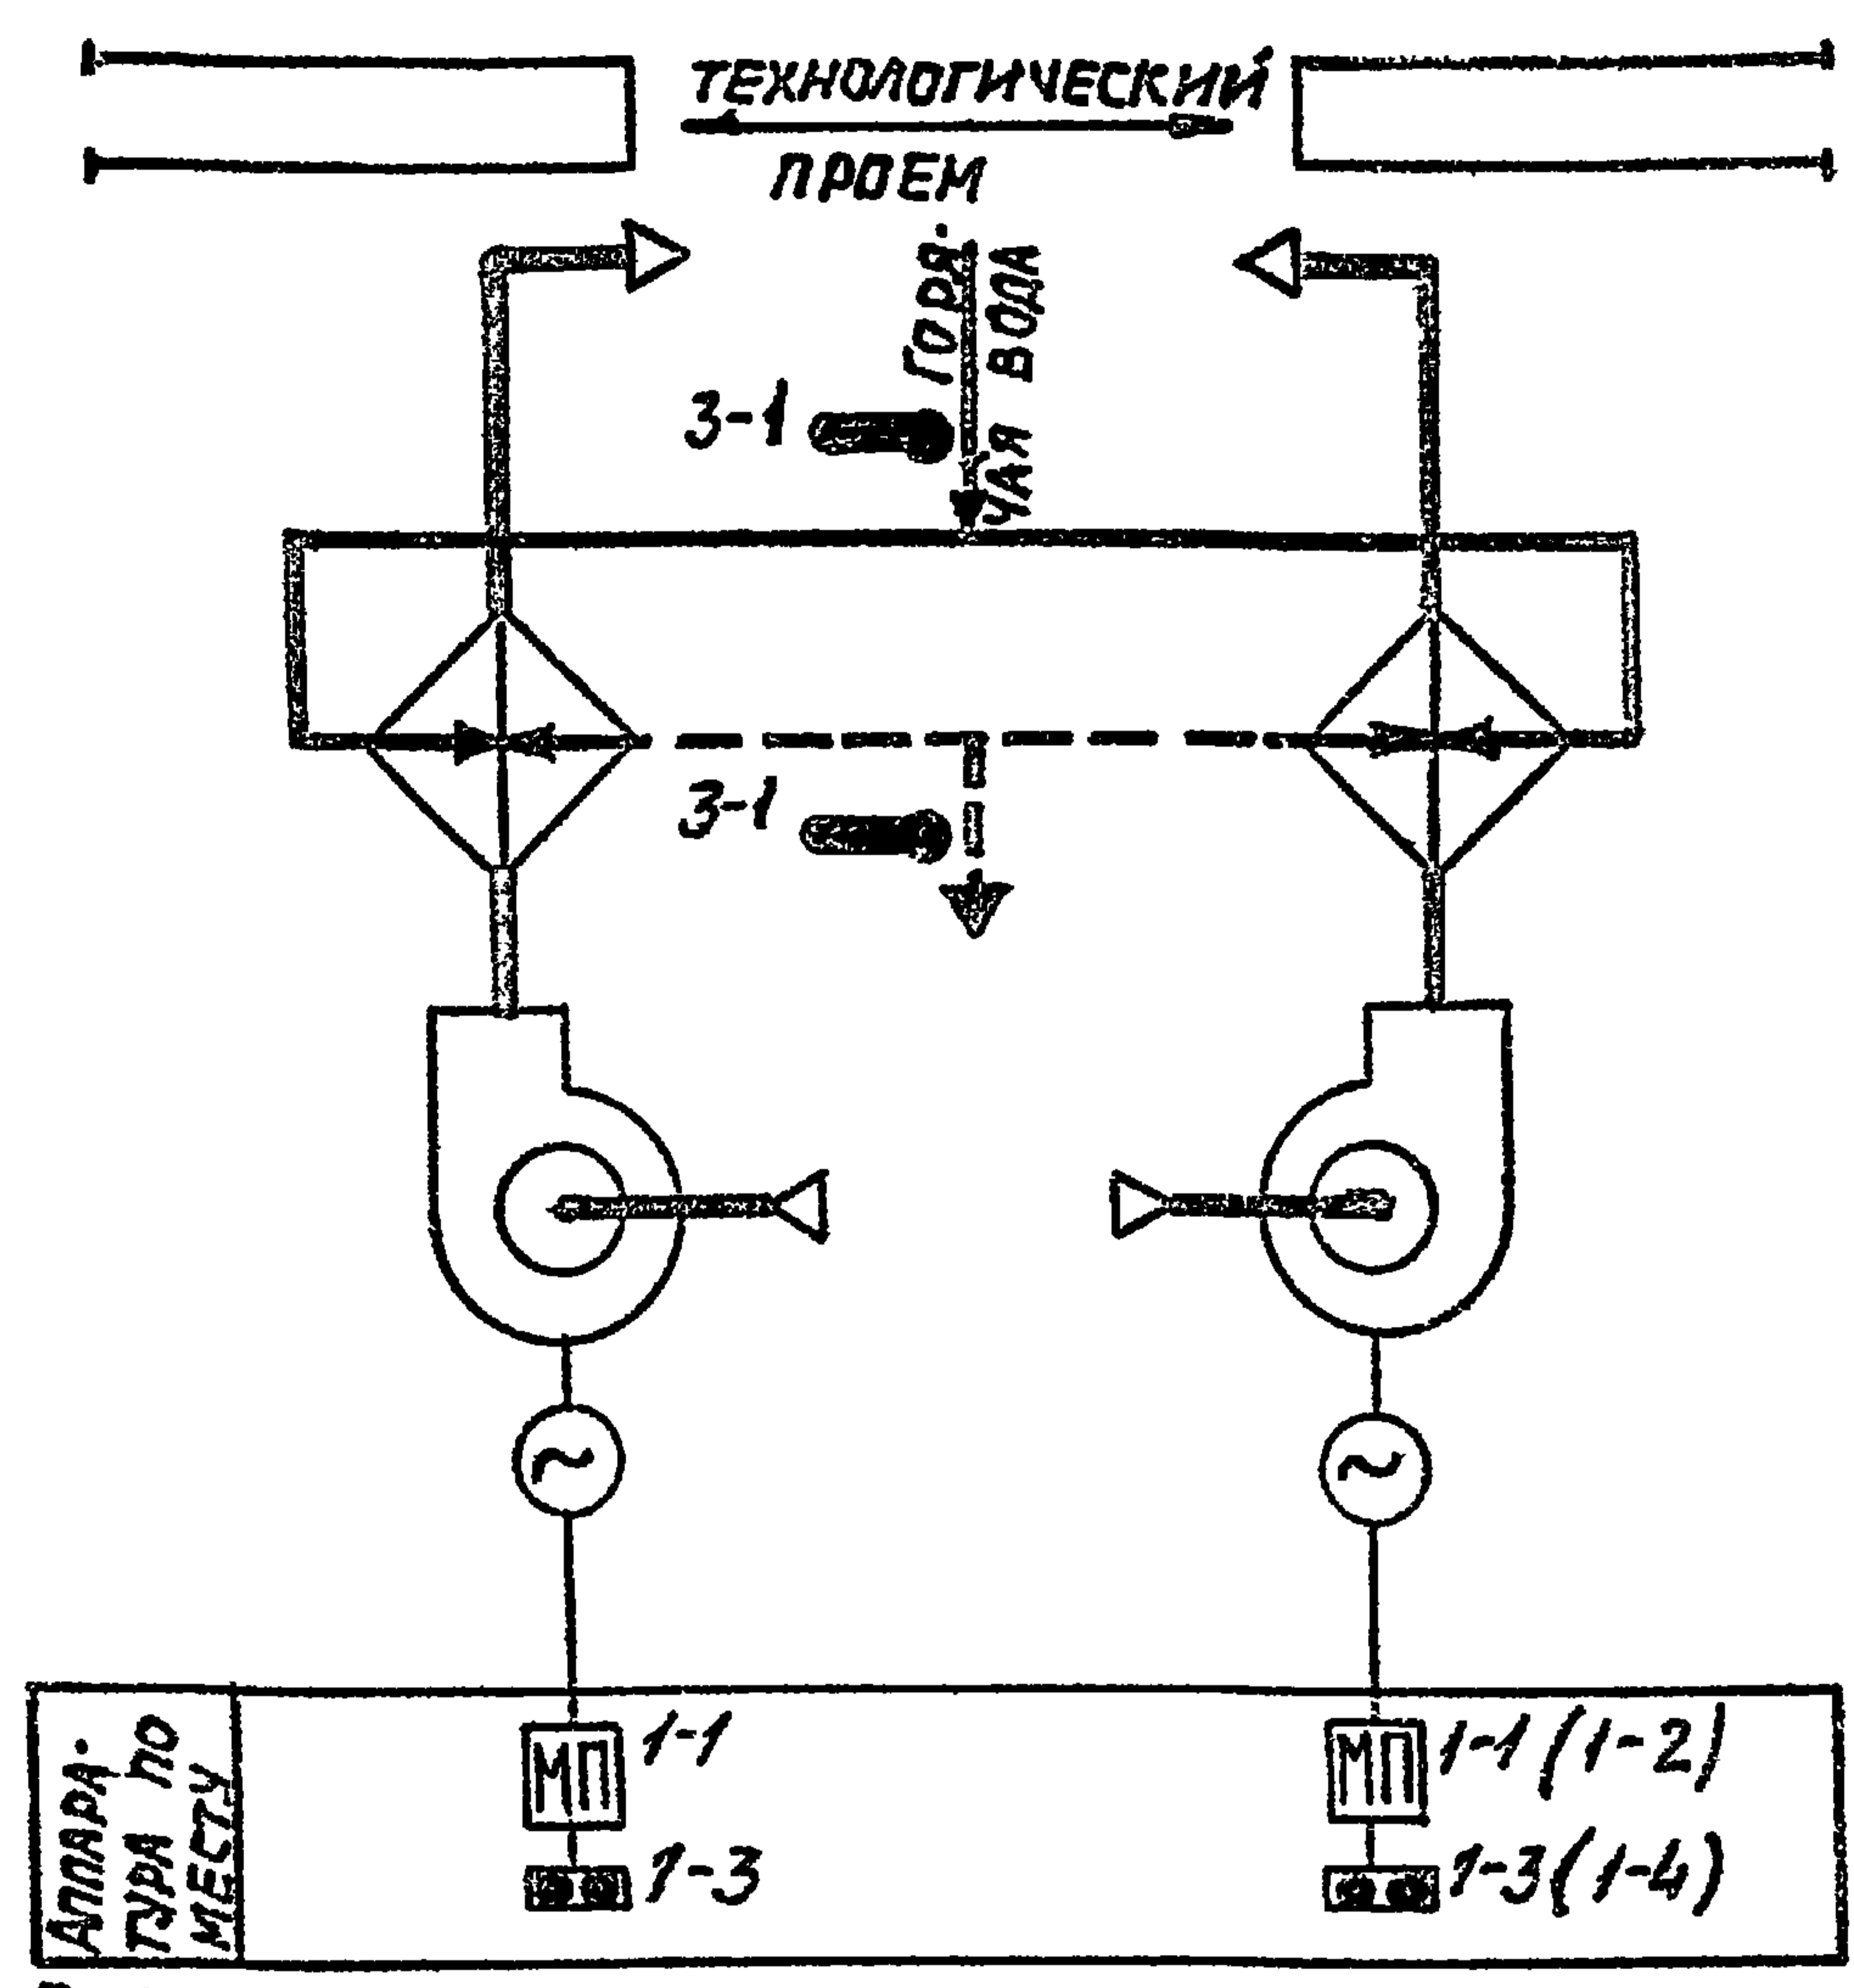 ТЕХНОЛОГИЧЕСКИЙ
ПРОЕМ
ГОРЯ-
ЧАЯ ВОДА
3-1
3-1
~
~
МП 1-1
МП 1-1 (1-2)
1-3
1-3 (1-4)
АППАРА-
ТУРА ПО
МЕСТУ